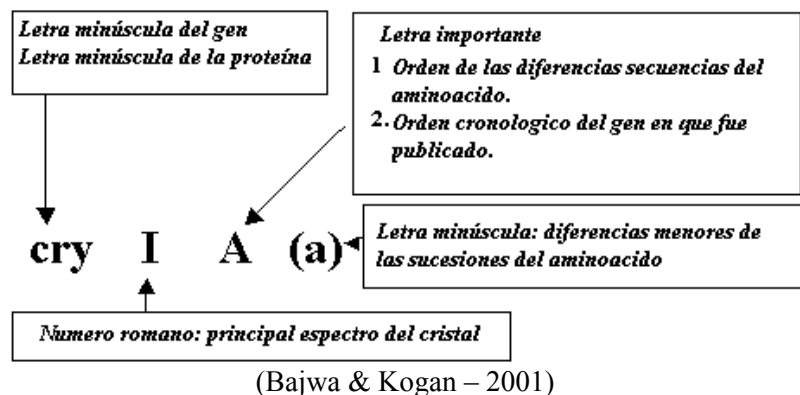 Letra minúscula del gen
Letra minúscula de la proteína
Letra importante
1 Orden de las diferencias secuencias del
aminoacido.
2. Orden cronologico del gen en que fue
publicado.
cry I A (a)
Letra minúscula: diferencias menores de
las sucesiones del aminoacido
Numero romano: principal espectro del cristal
(Bajwa & Kogan – 2001)